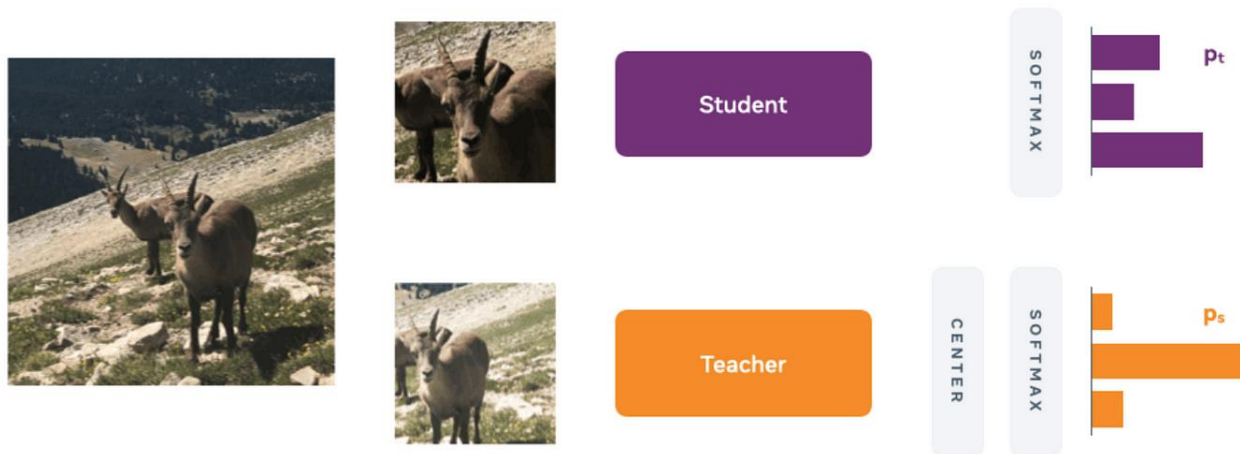 Student
SOFTMAX
pt
Teacher
CENTER
SOFTMAX
ps